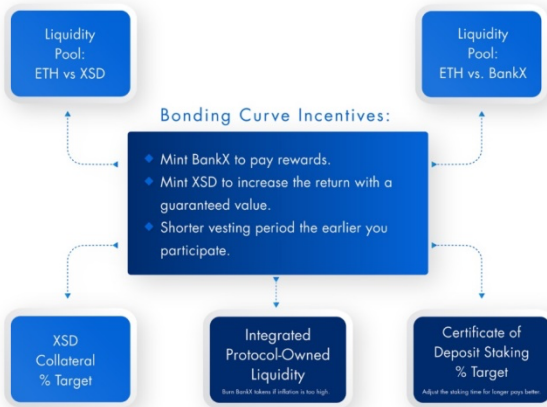 Liquidity
Pool:
ETH vs XSD
Liquidity
Pool:
ETH vs. BankX
Bonding Curve Incentives:
Mint BankX to pay rewards.
Mint XSD to increase the return with a
guaranteed value.
Shorter vesting period the earlier you
participate.
XSD
Collateral
% Target
Integrated
Protocol-Owned
Liquidity
Burn BankX tokens if inflation is too high.
Certificate of
Deposit Staking
% Target
Adjust the staking time for longer pays better.